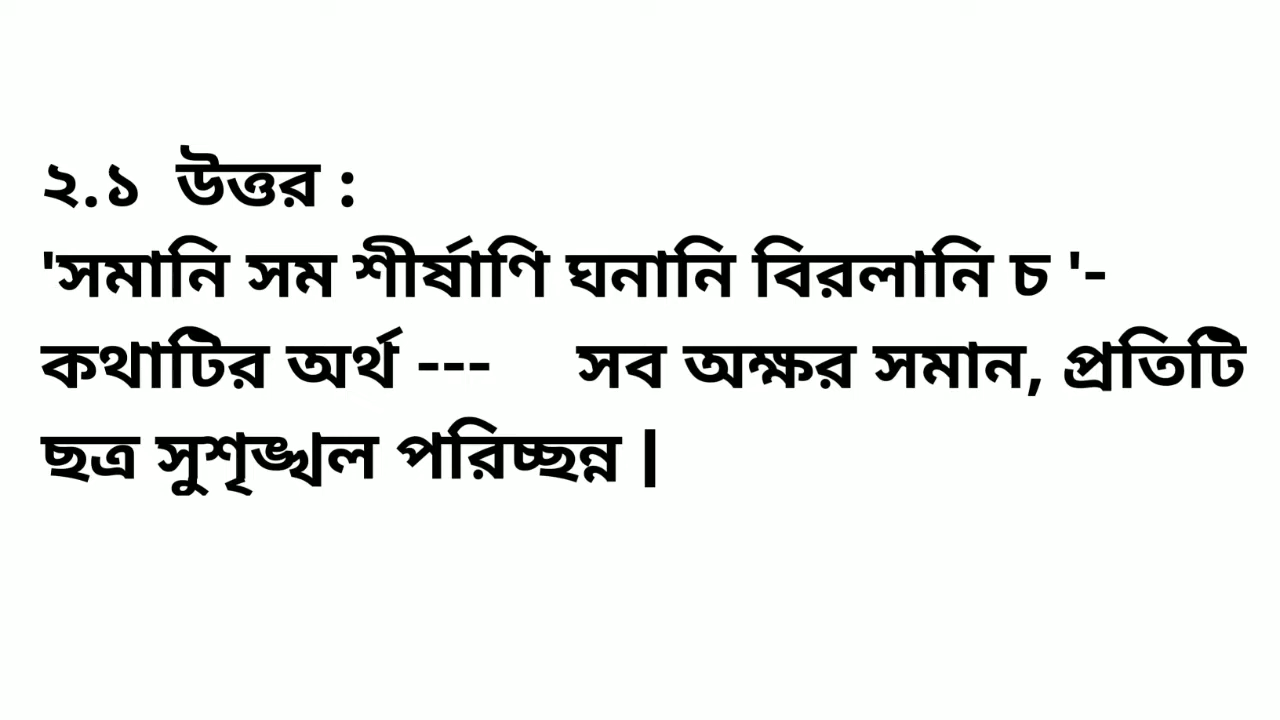 ২.১ উত্তর :
'সমানি সম শীর্ষাণি ঘনানি বিরলানি চ '-
কথাটির অর্থ --- সব অক্ষর সমান, প্রতিটি
ছত্র সুশৃঙ্খল পরিচ্ছন্ন |